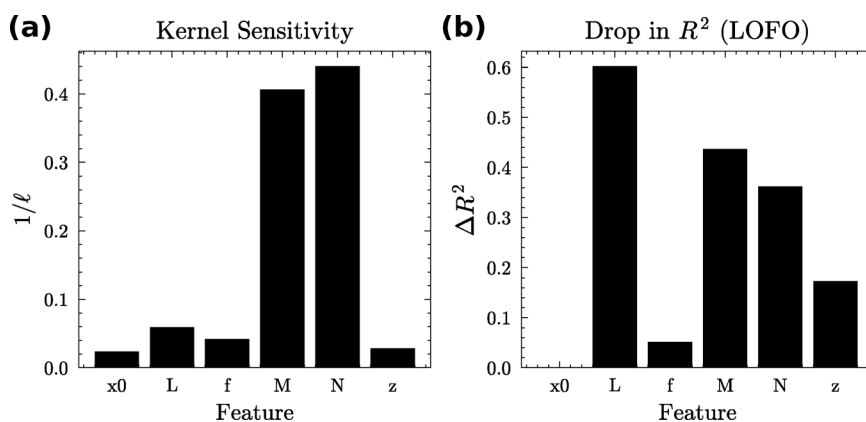 (a) Kernel Sensitivity
1/ℓ
0.4
0.3
0.2
0.1
0.0
x0 L f M N z
Feature
(b) Drop in R² (LOFO)
ΔR²
0.6
0.5
0.4
0.3
0.2
0.1
0.0
x0 L f M N z
Feature